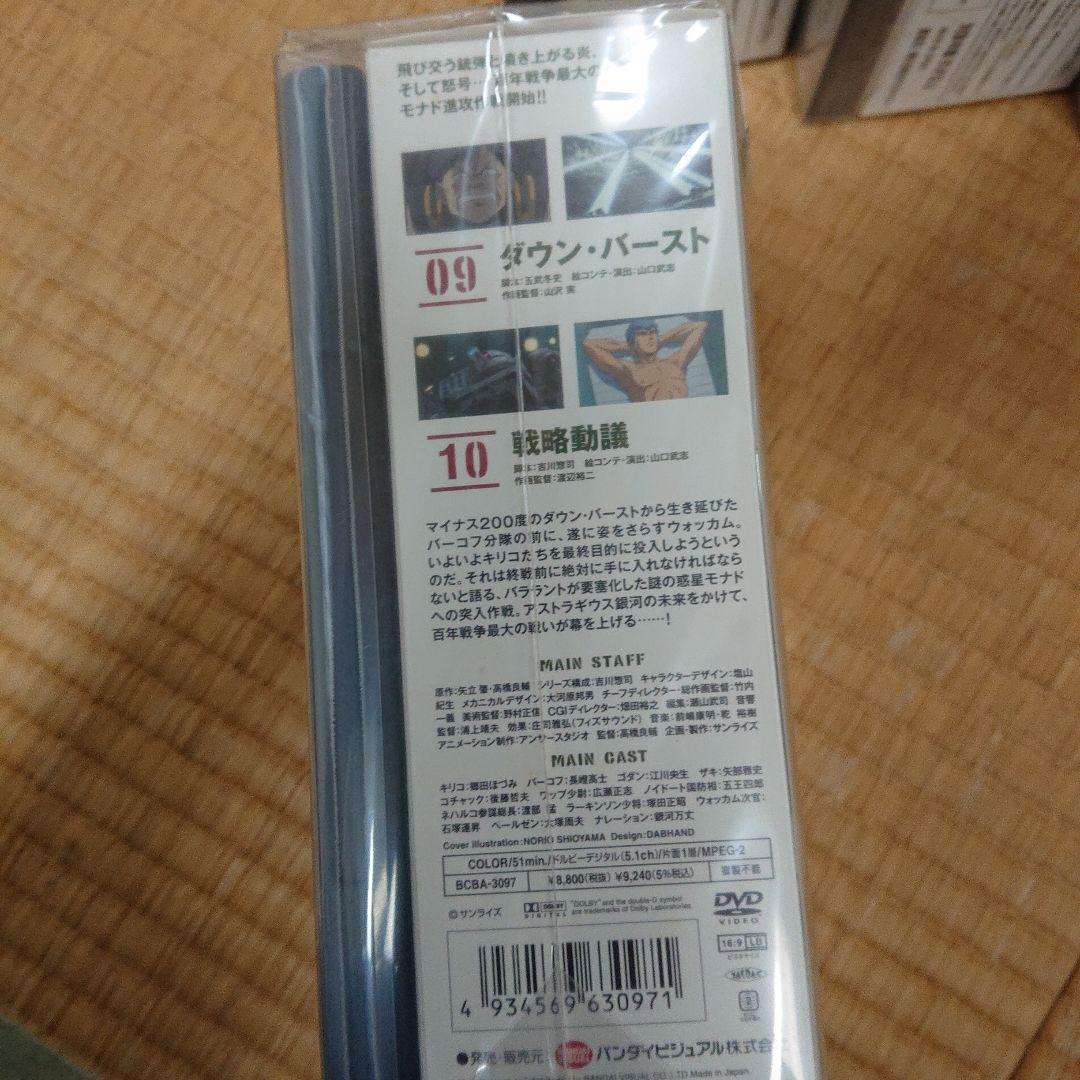 飛び交う銃弾と噴き上がる炎、
そして怒号… 百年戦争最大の
モナド進攻作戦開始!!
09
ダウン・バースト
脚本:五武冬史 絵コンテ・演出:山口武志
作画監督:山沢 実
10
戦略動議
脚本:吉川惣司 絵コンテ・演出:山口武志
作画監督:渡辺裕二
マイナス200度のダウン・バーストから生き延びた
バーコフ分隊の前に、遂に姿をさらすウォッカム。
いよいよキリコたちを最終目的に投入しようという
のだ。それは終戦前に絶対に手に入れなければなら
ないと語る、バララントが要塞化した謎の惑星モナド
への突入作戦。アストラギウス銀河の未来をかけて、
百年戦争最大の戦いが幕を上げる……!
MAIN STAFF
原作:矢立 肇・高橋良輔 シリーズ構成:吉川惣司 キャラクターデザイン:塩山
紀生 メカニカルデザイン:大河原邦男 チーフディレクター・総作画監督:竹内
一義 美術監督:野村正信 CGIディレクター:畑田裕之 編集:瀬山武司 音響
監督:浦上靖夫 効果:庄司雅弘(フィズサウンド) 音楽:前嶋康明・乾 裕樹
アニメーション制作:アンサースタジオ 監督:高橋良輔 企画・製作:サンライズ
MAIN CAST
キリコ:郷田ほづみ バーコフ:長嶝高士 ゴダン:江川央生 ザキ:矢部雅史
コチャック:後藤哲夫 ワップ少尉:広瀬正志 ノイドート国防相:五王四郎
ネハルコ参謀総長:渡部 猛 ラーキンソン少将:塚田正昭 ウォッカム次官:
石塚運昇 ペールゼン:大塚周夫 ナレーション:銀河万丈
Cover illustration:NORIO SHIOYAMA Design:DABHAND
COLOR/51min./ドルビーデジタル(5.1ch)/片面1層/MPEG-2
BCBA-3097 ¥8,800(税抜) ¥9,240(5%税込) 複製不能
©サンライズ DOLBY DIGITAL "DOLBY" and the double-D symbol
are trademarks of Dolby Laboratories.
DVD
VIDEO
16:9 LB
ビスタサイズ
2
4 934569 630971
●発売・販売元: バンダイビジュアル株式会
BANDAI VISUAL CO.,LTD Made in Japan.